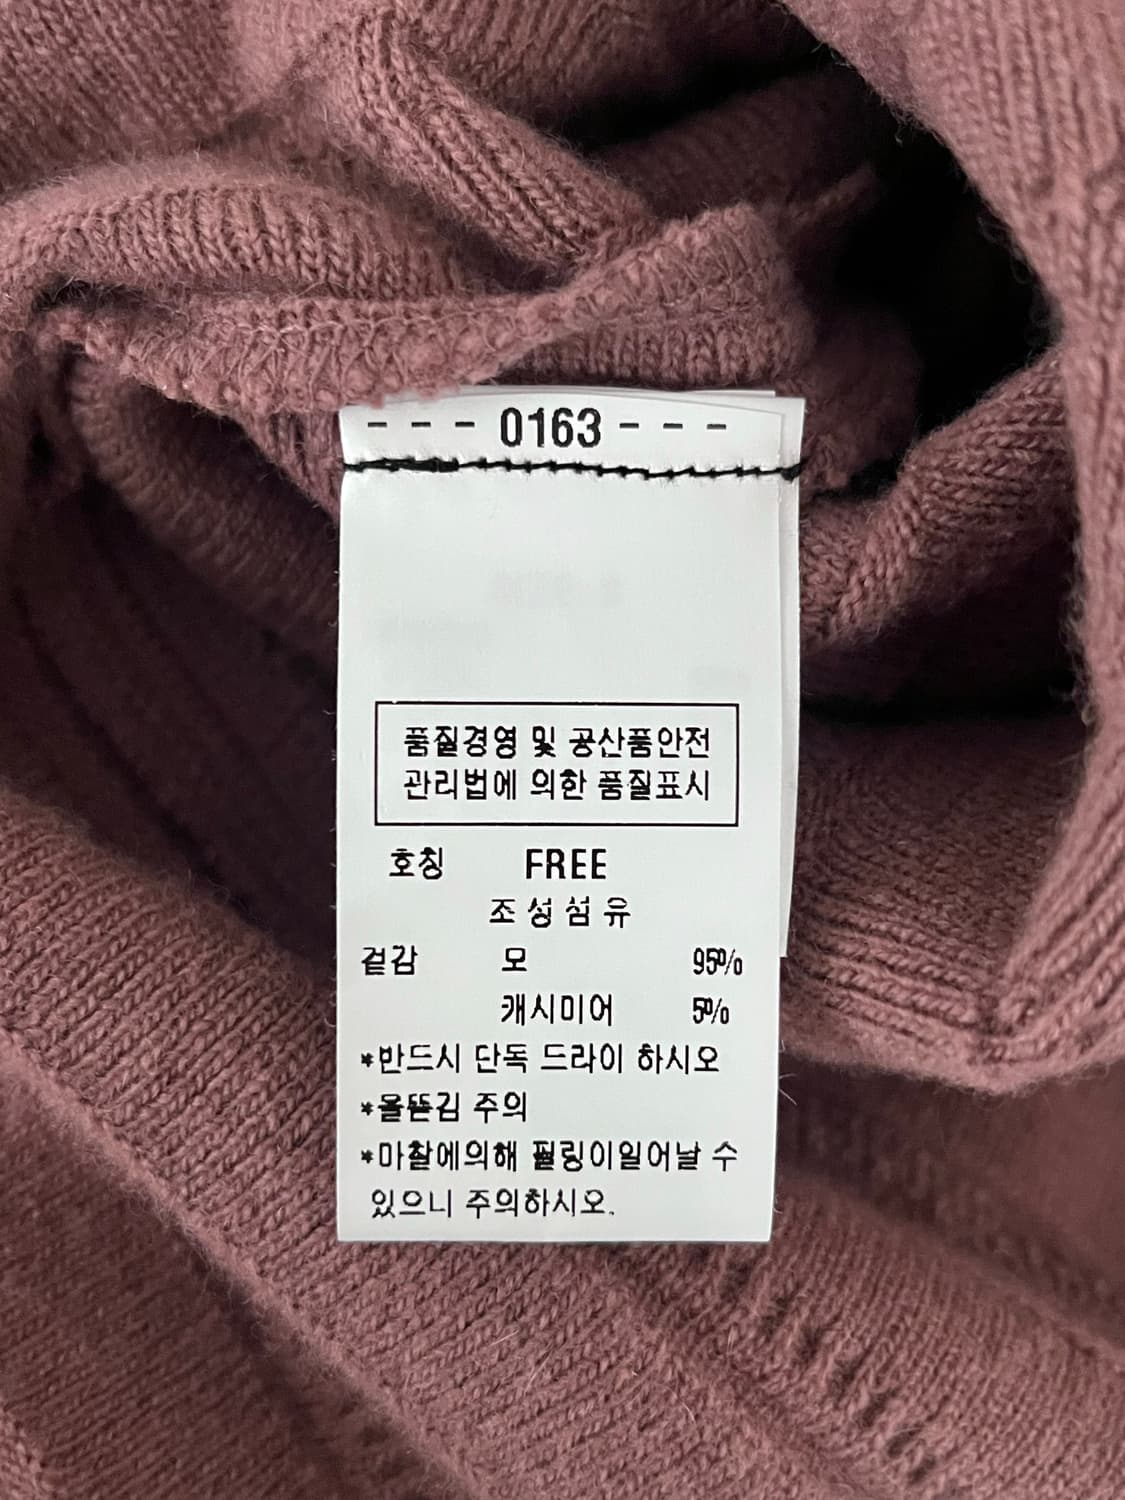 - - - 0163 - - -
품질경영 및 공산품안전
관리법에 의한 품질표시
호칭 FREE
조성섬유
겉감 모 95%
캐시미어 5%
*반드시 단독 드라이 하시오
*올뜯김 주의
*마찰에의해 필링이일어날 수
있으니 주의하시오.